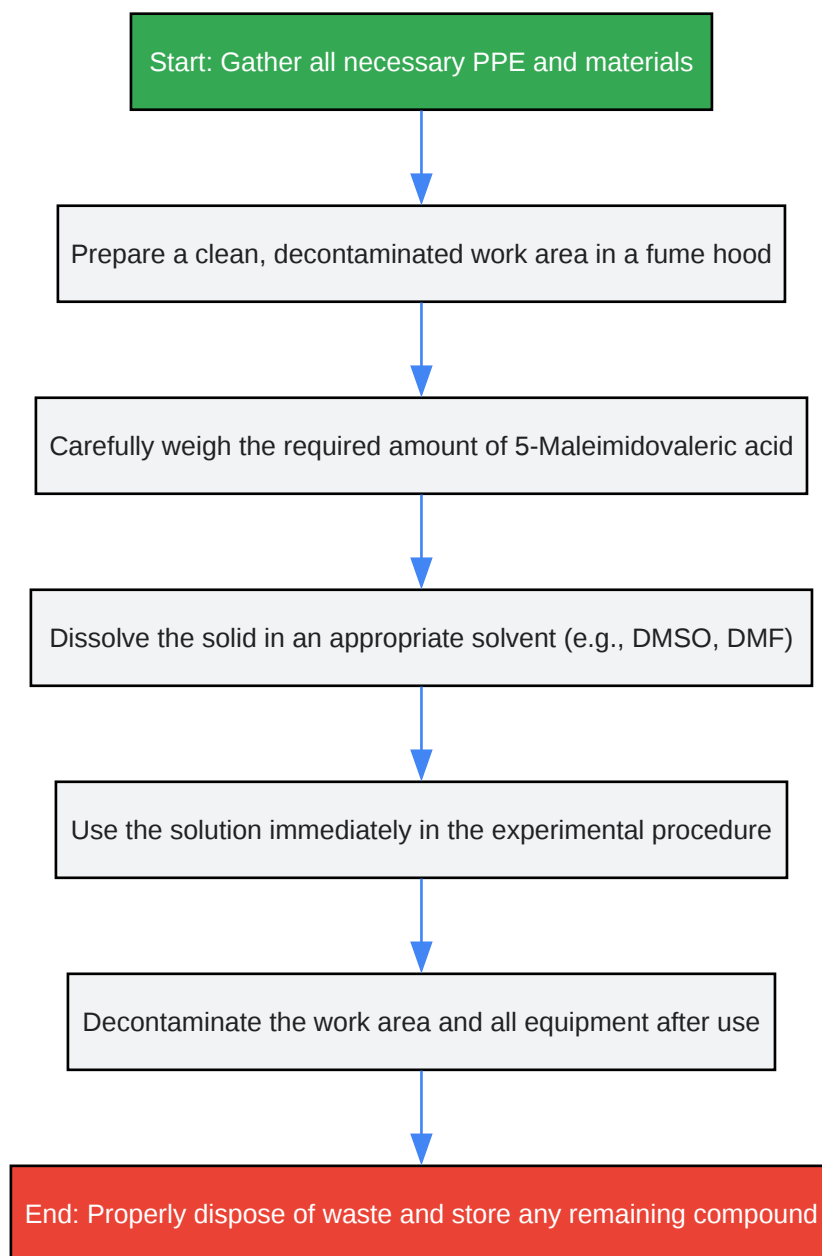 Start: Gather all necessary PPE and materials
Prepare a clean, decontaminated work area in a fume hood
Carefully weigh the required amount of 5-Maleimidovaleric acid
Dissolve the solid in an appropriate solvent (e.g., DMSO, DMF)
Use the solution immediately in the experimental procedure
Decontaminate the work area and all equipment after use
End: Properly dispose of waste and store any remaining compound